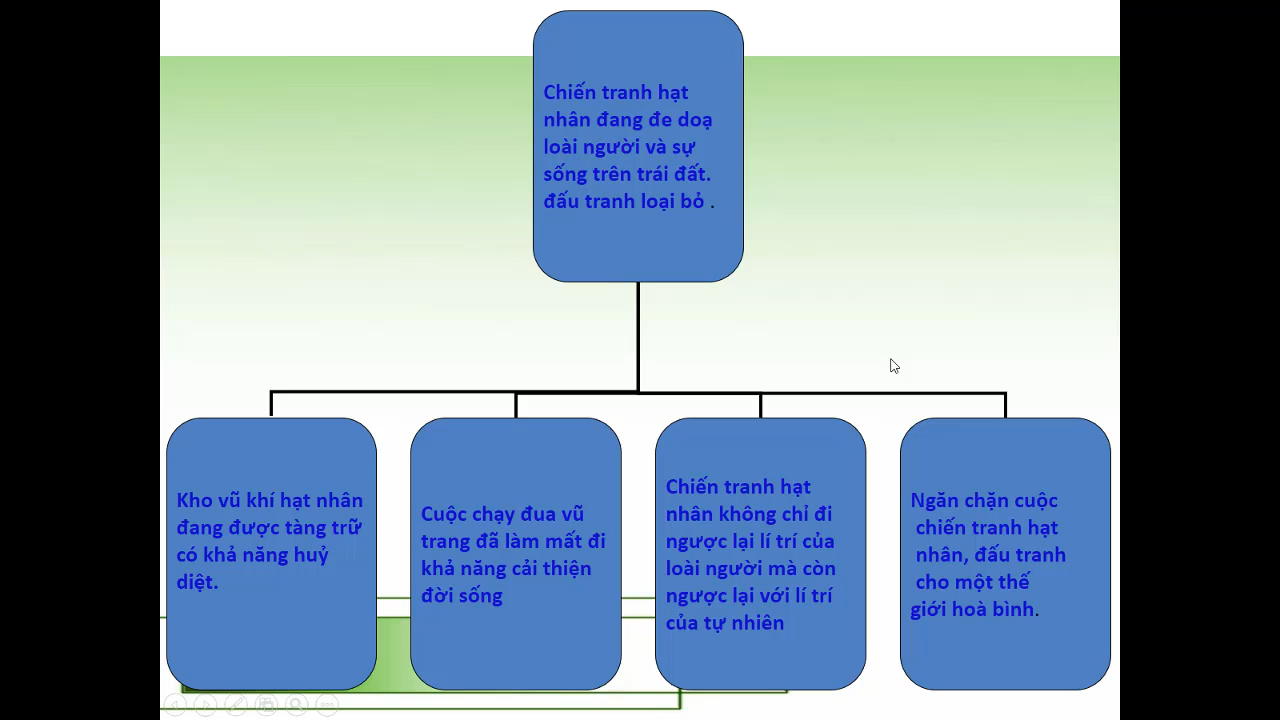 Chiến tranh hạt
nhân đang đe doạ
loài người và sự
sống trên trái đất.
đấu tranh loại bỏ .
Kho vũ khí hạt nhân
đang được tàng trữ
có khả năng huỷ
diệt.
Cuộc chạy đua vũ
trang đã làm mất đi
khả năng cải thiện
đời sống
Chiến tranh hạt
nhân không chỉ đi
ngược lại lí trí của
loài người mà còn
ngược lại với lí trí
của tự nhiên
Ngăn chặn cuộc
chiến tranh hạt
nhân, đấu tranh
cho một thế
giới hoà bình.